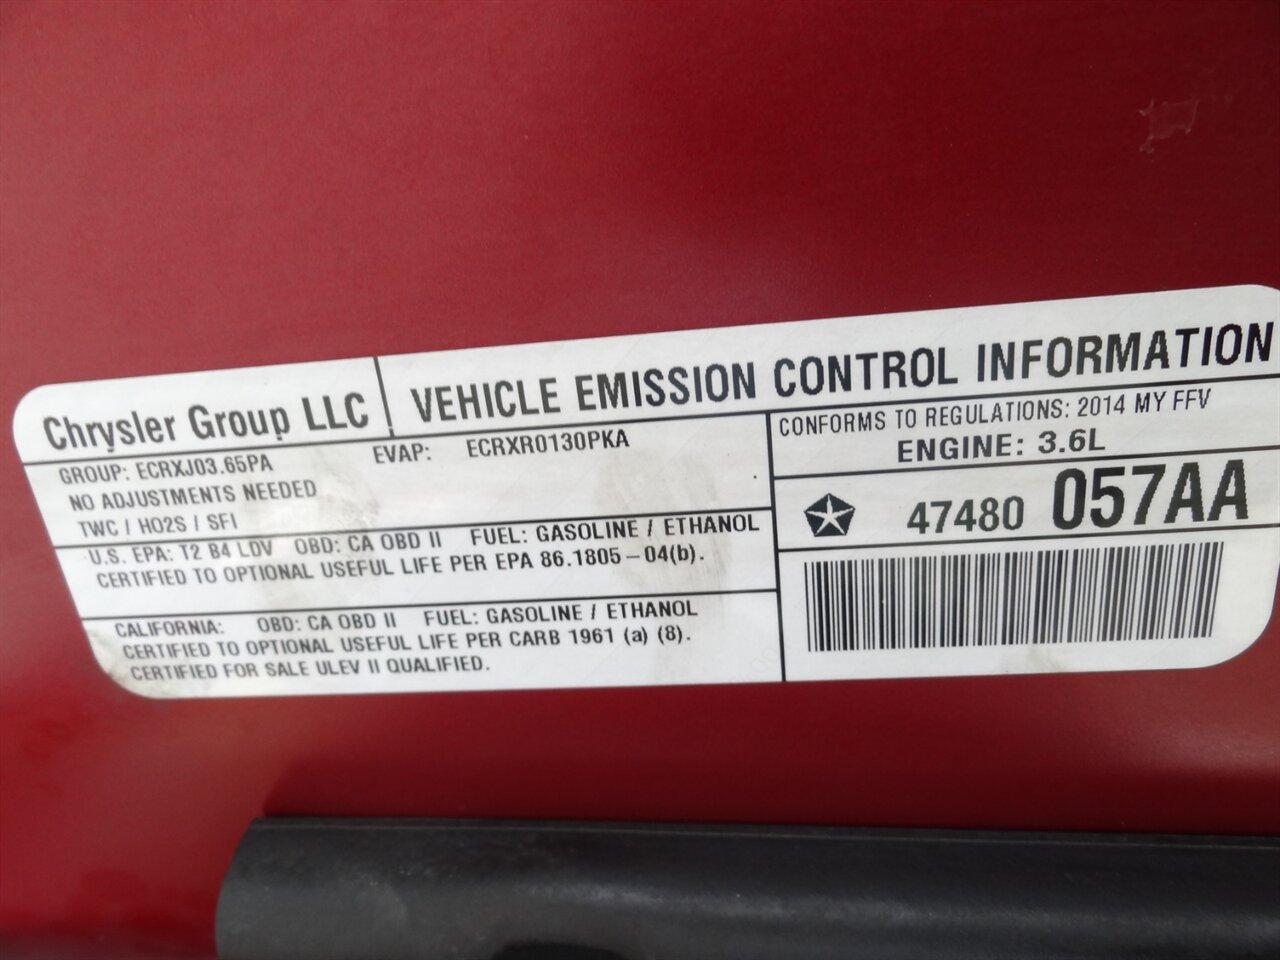 Chrysler Group LLC
VEHICLE EMISSION CONTROL INFORMATION
GROUP: ECRXJ03.65PA
EVAP: ECRXR0130PKA
NO ADJUSTMENTS NEEDED
TWC / HO2S / SFI
U.S. EPA: T2 B4 LDV OBD: CA OBD II FUEL: GASOLINE / ETHANOL
CERTIFIED TO OPTIONAL USEFUL LIFE PER EPA 86.1805-04(b).
CALIFORNIA: OBD: CA OBD II FUEL: GASOLINE / ETHANOL
CERTIFIED TO OPTIONAL USEFUL LIFE PER CARB 1961 (a) (8).
CERTIFIED FOR SALE ULEV II QUALIFIED.
CONFORMS TO REGULATIONS: 2014 MY FFV
ENGINE: 3.6L
47480 057AA